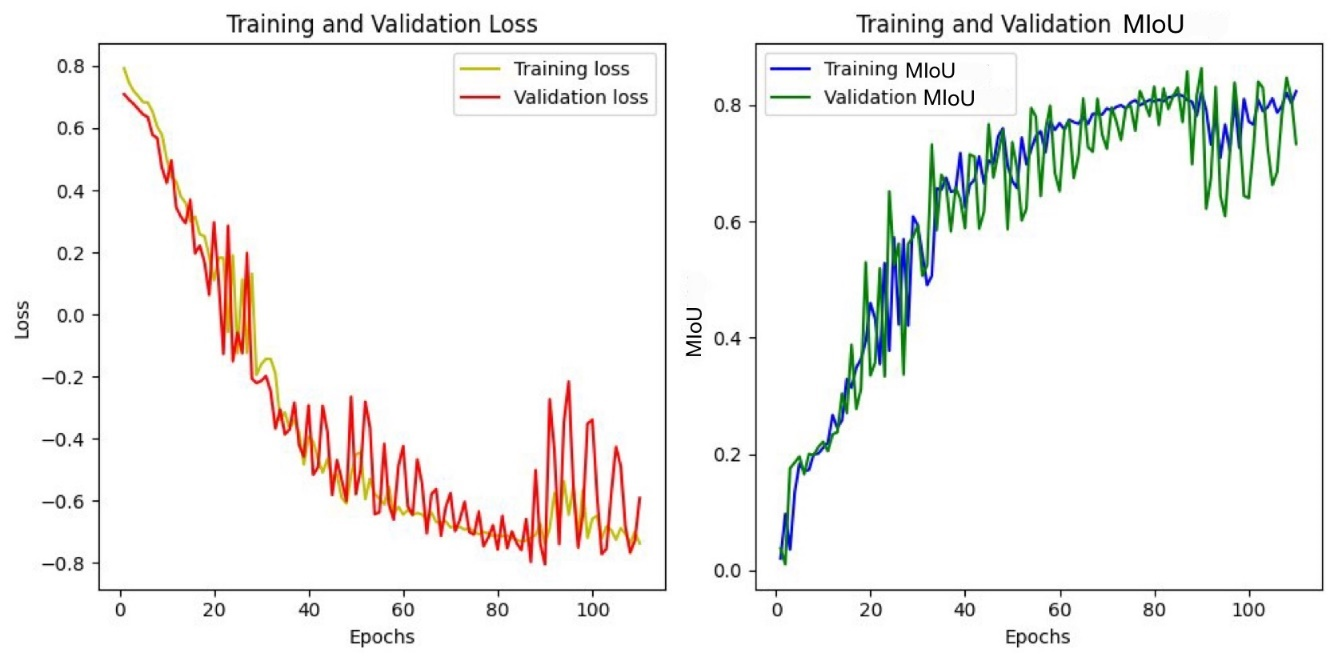 Training and Validation Loss
0.8
0.6
0.4
0.2
0.0
−0.2
−0.4
−0.6
−0.8
Loss
Training loss
Validation loss
0
20
40
60
80
100
Epochs
Training and Validation MIoU
0.8
0.6
0.4
0.2
0.0
MIoU
Training MIoU
Validation MIoU
0
20
40
60
80
100
Epochs